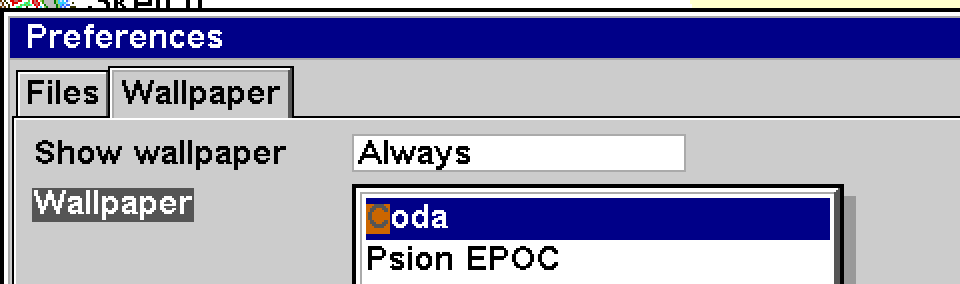 Preferences
Files Wallpaper
Show wallpaper Always
Wallpaper
Coda
Psion EPOC